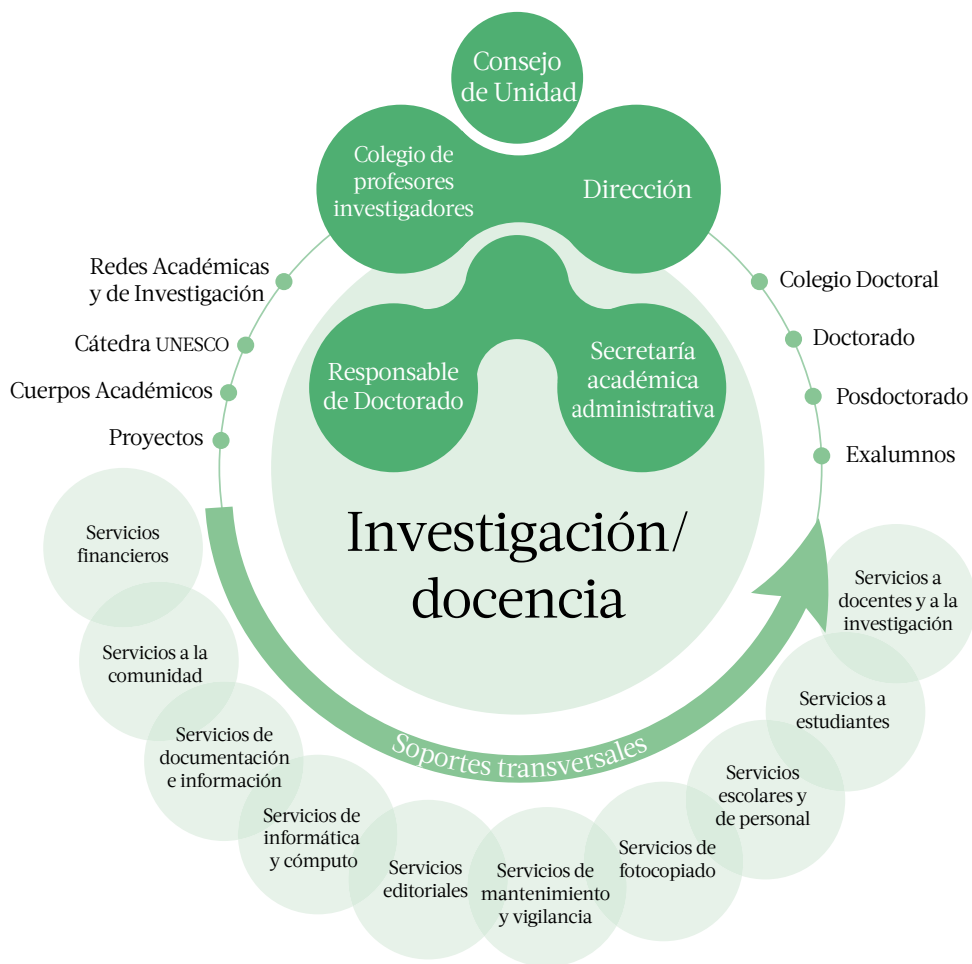 Consejo
de Unidad
Colegio de
profesores
investigadores
Dirección
Redes Académicas
y de Investigación
Cátedra UNESCO
Cuerpos Académicos
Proyectos
Colegio Doctoral
Doctorado
Posdoctorado
Exalumnos
Responsable
de Doctorado
Secretaría
académica
administrativa
Investigación/
docencia
Soportes transversales
Servicios
financieros
Servicios a la
comunidad
Servicios de
documentación
e información
Servicios de
informática
y cómputo
Servicios
editoriales
Servicios de
mantenimiento
y vigilancia
Servicios de
fotocopiado
Servicios
escolares y
de personal
Servicios a
estudiantes
Servicios a
docentes y a la
investigación